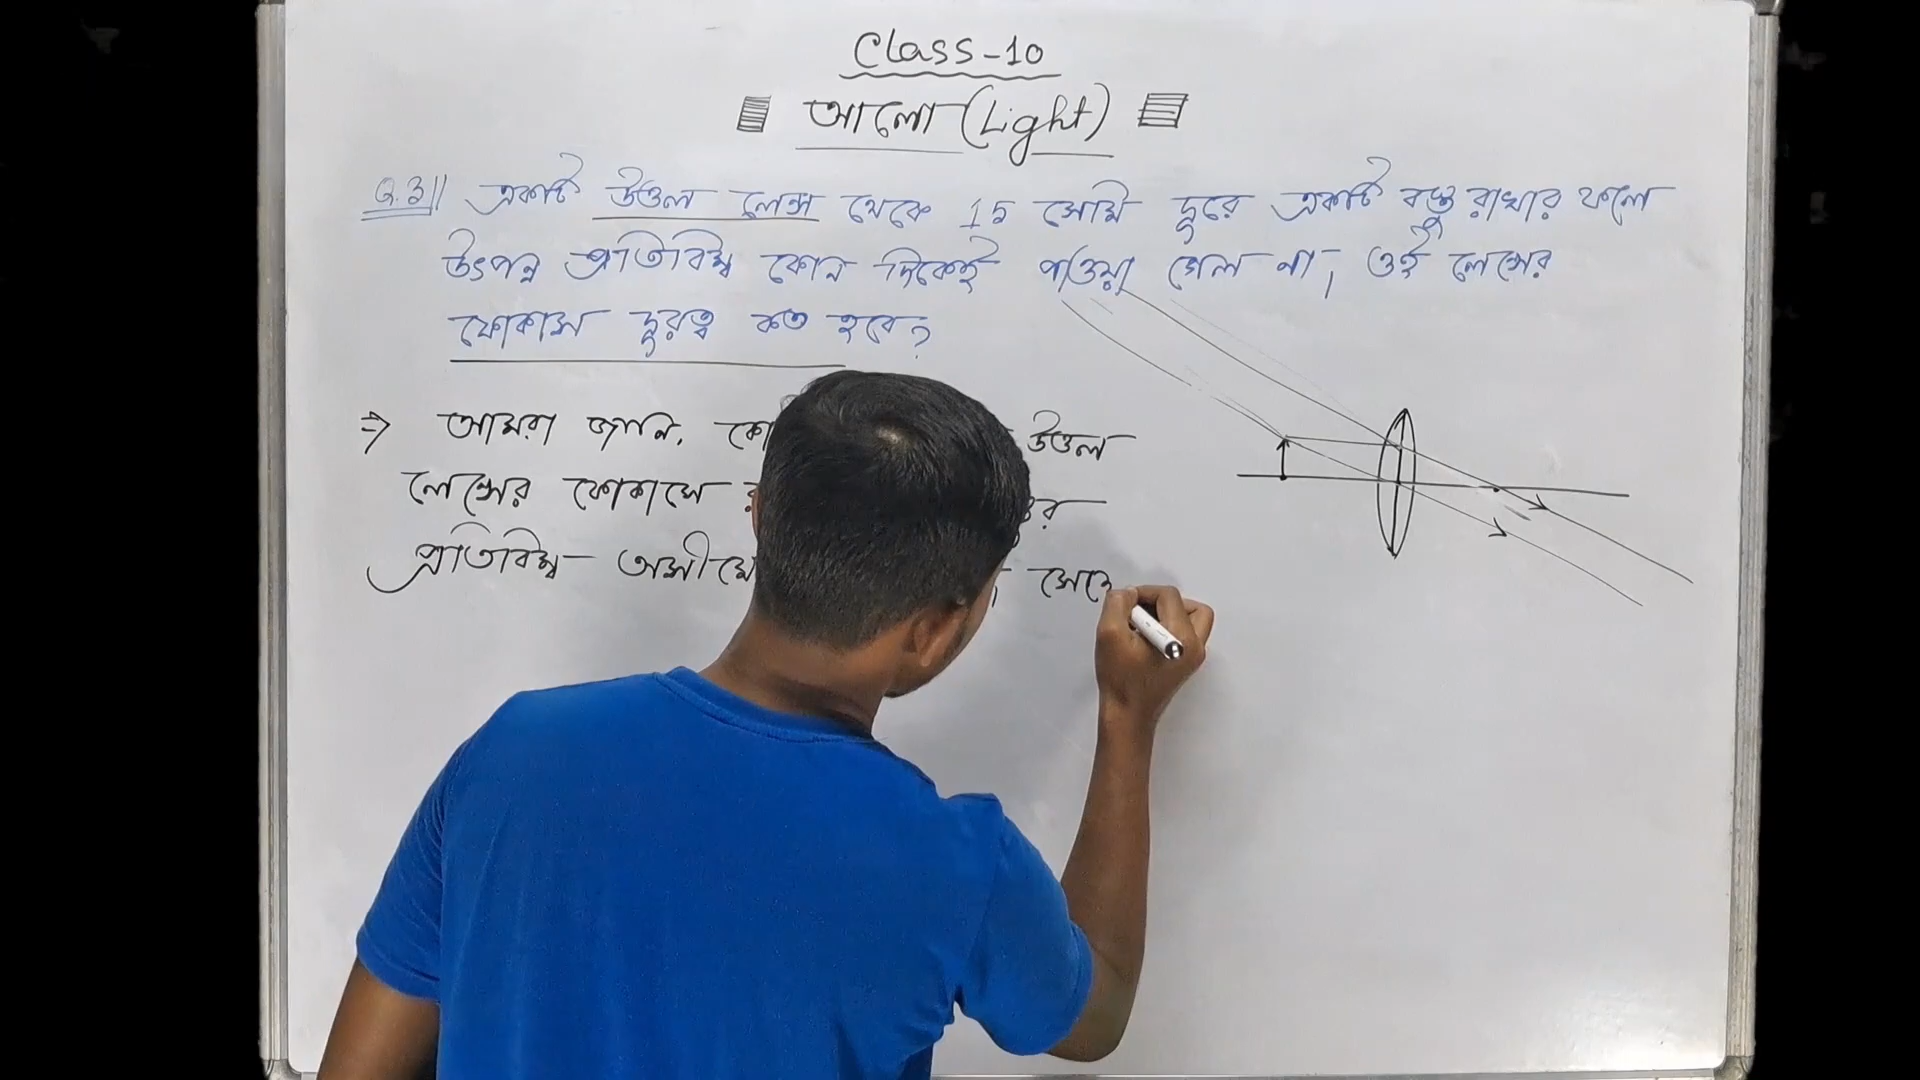 Class-10
আলো (Light)
Q.3|| একটি উত্তল লেন্স থেকে 15 সেমি দূরে একটি বস্তু রাখার ফলে
উৎপন্ন প্রতিবিম্ব কোন দিকেই পাওয়া গেল না, ওই লেন্সের
ফোকাস দূরত্ব কত হবে?
⇒ আমরা জানি, উত্তল
লেন্সের ফোকাসে
প্রতিবিম্ব অসীমে